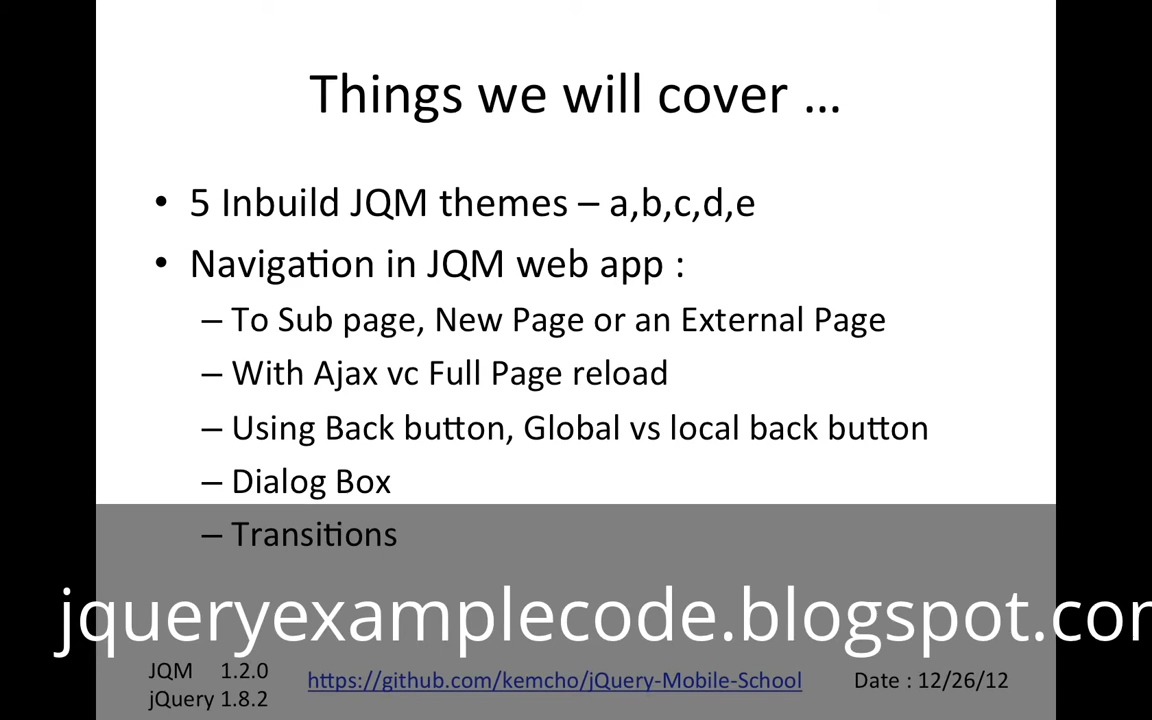 Things we will cover ...
• 5 Inbuild JQM themes – a,b,c,d,e
• Navigation in JQM web app :
– To Sub page, New Page or an External Page
– With Ajax vc Full Page reload
– Using Back button, Global vs local back button
– Dialog Box
– Transitions
jqueryexamplecode.blogspot.com
JQM 1.2.0
jQuery 1.8.2
https://github.com/kemcho/jQuery-Mobile-School
Date : 12/26/12